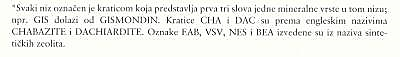 "Svaki niz označen je kraticom koja predstavlja prva tri slova jedne mineralne vrste u tom nizu;
npr. GIS dolazi od GISMONDIN. Kratice CHA i DAC su prema engleskim nazivima
CHABAZITE i DACHIARDITE. Oznake FAB, VSV, NES i BEA izvedene su iz naziva sinte-
tičkih zeolita.